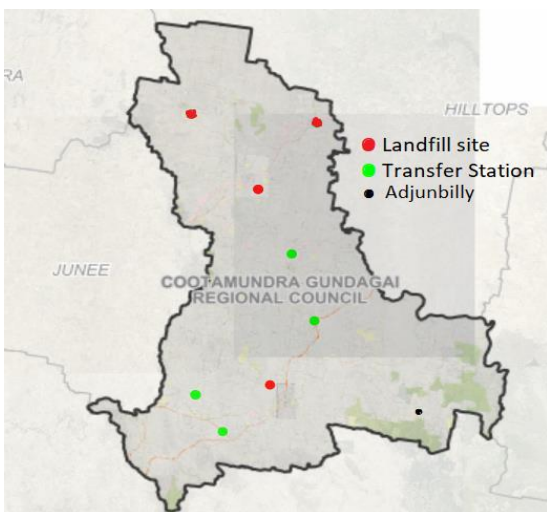 RA
HILLTOPS
Landfill site
Transfer Station
Adjunbilly
JUNEE
COOTAMUNDRA GUNDAGAI
REGIONAL COUNCIL